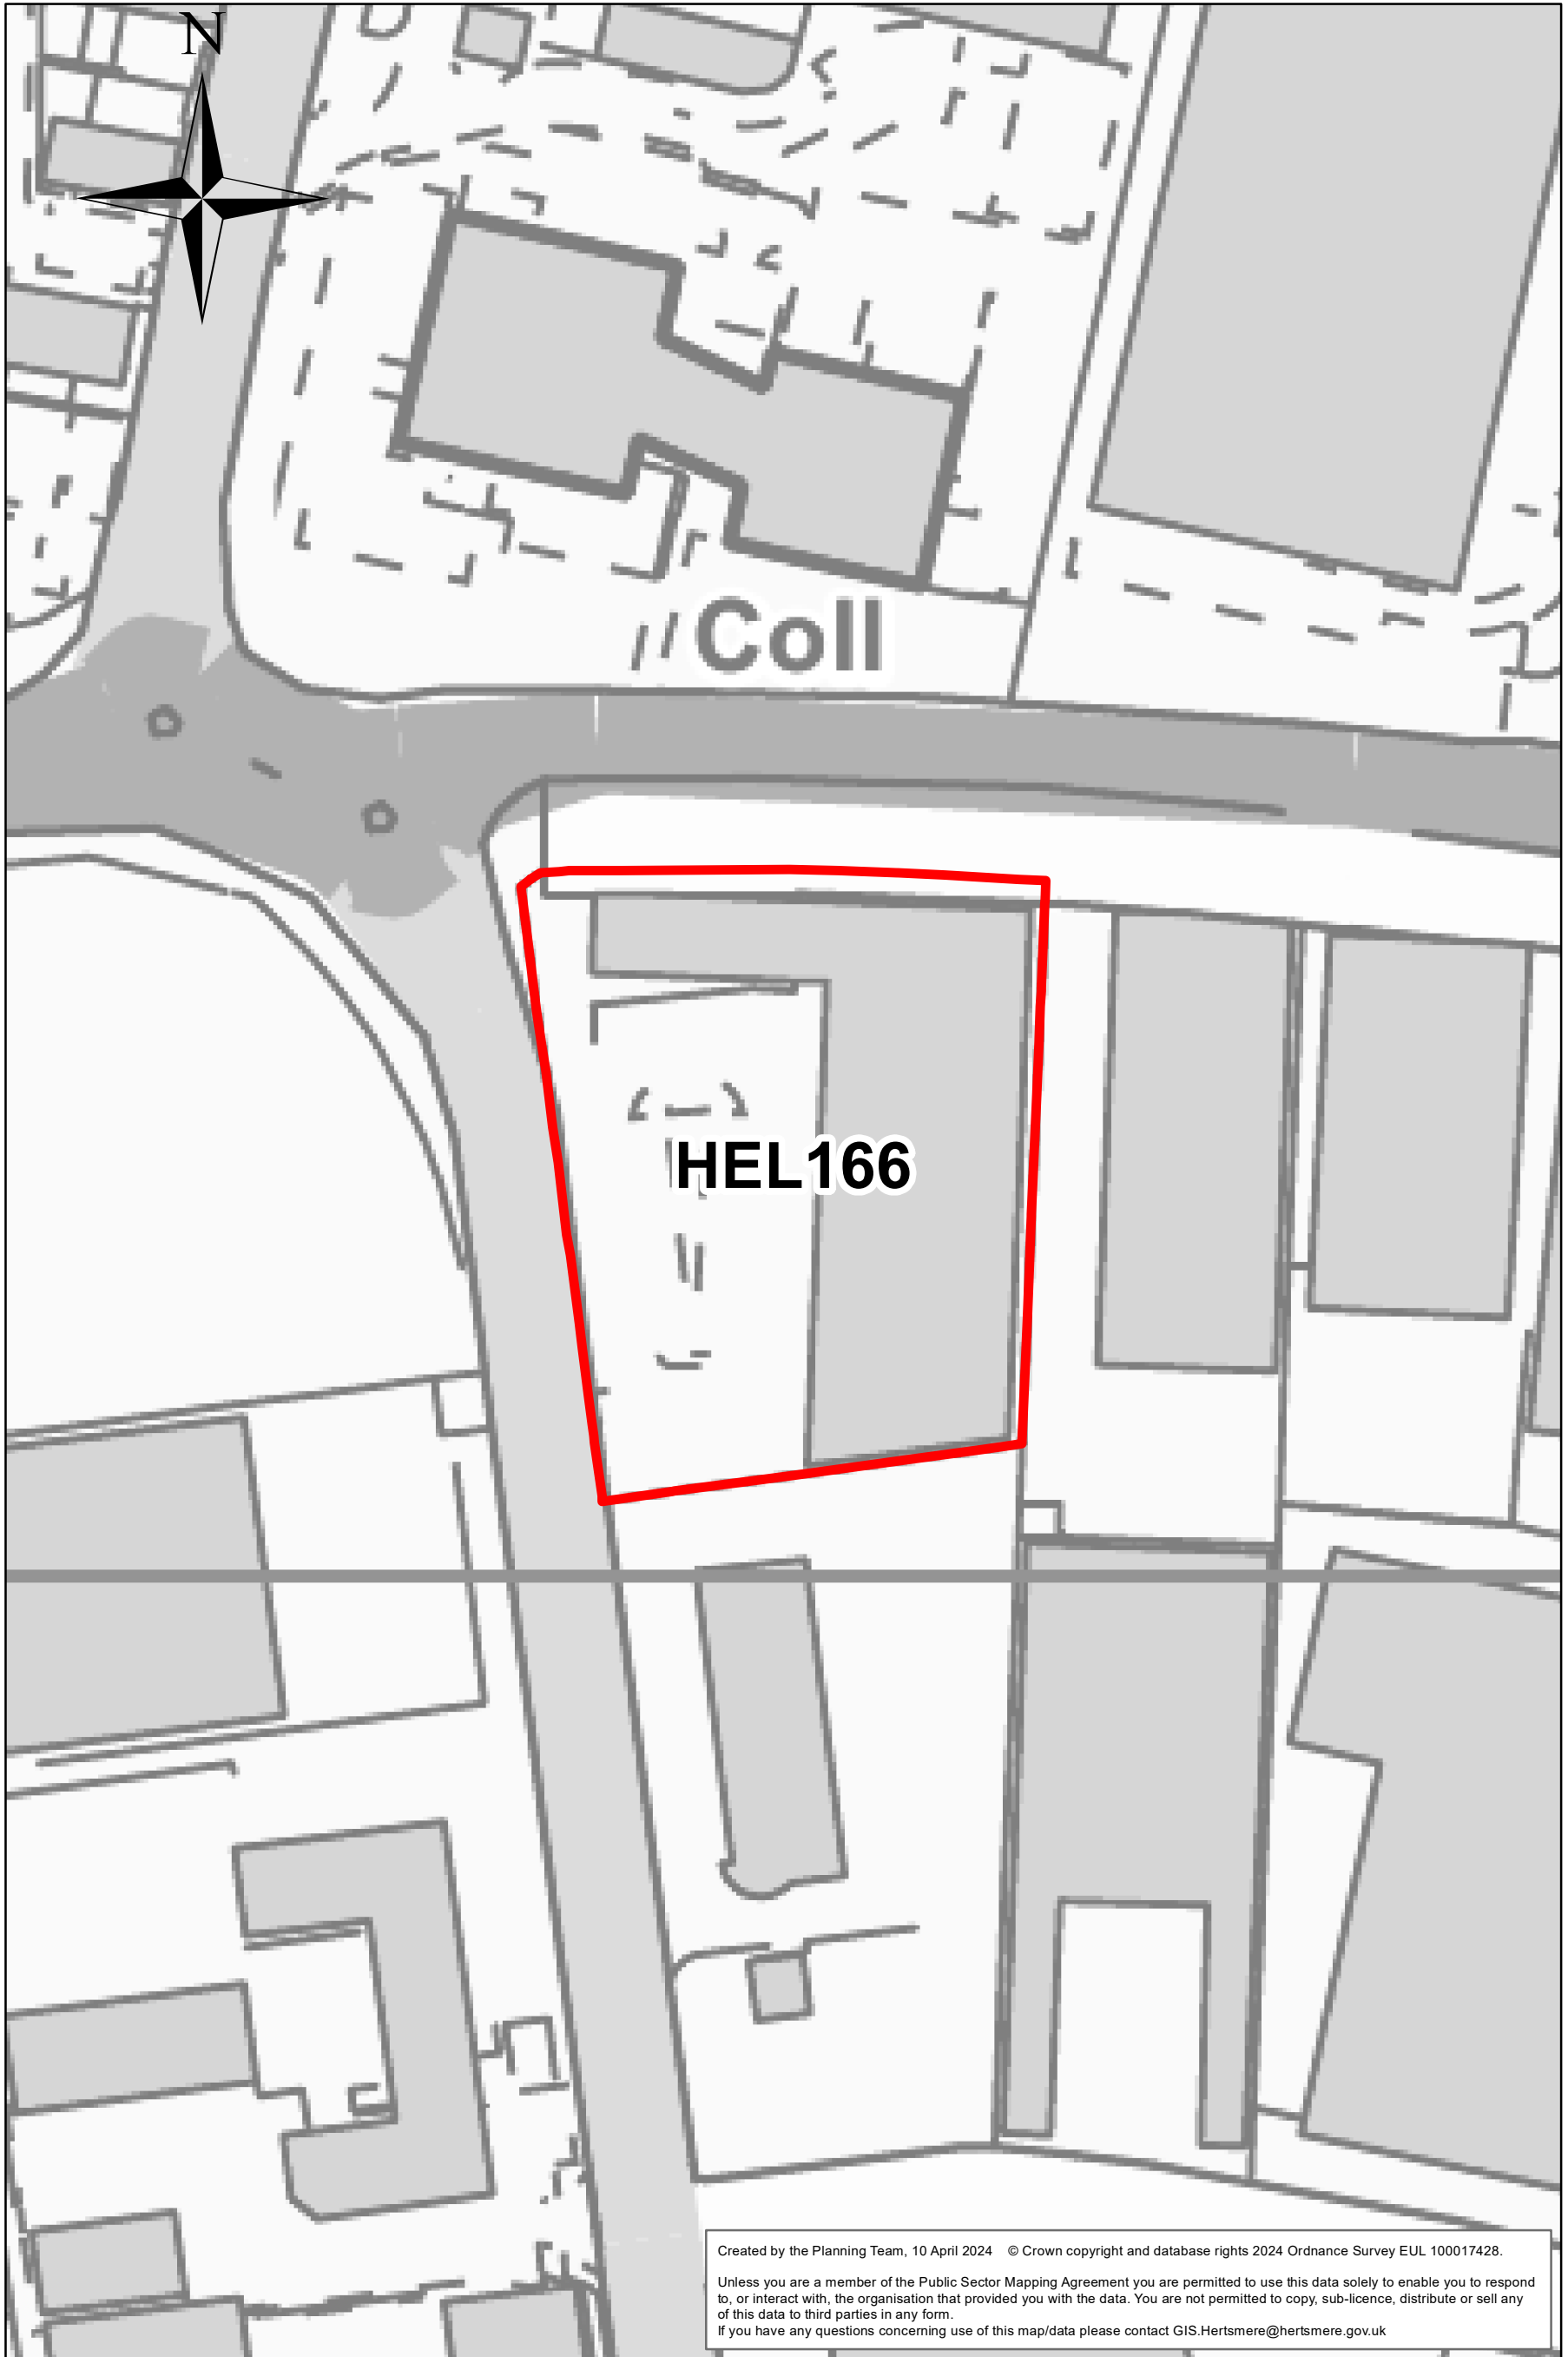 N
Coll
HEL166
Created by the Planning Team, 10 April 2024 © Crown copyright and database rights 2024 Ordnance Survey EUL 100017428.
Unless you are a member of the Public Sector Mapping Agreement you are permitted to use this data solely to enable you to respond
to, or interact with, the organisation that provided you with the data. You are not permitted to copy, sub-licence, distribute or sell any
of this data to third parties in any form.
If you have any questions concerning use of this map/data please contact GIS.Hertsmere@hertsmere.gov.uk